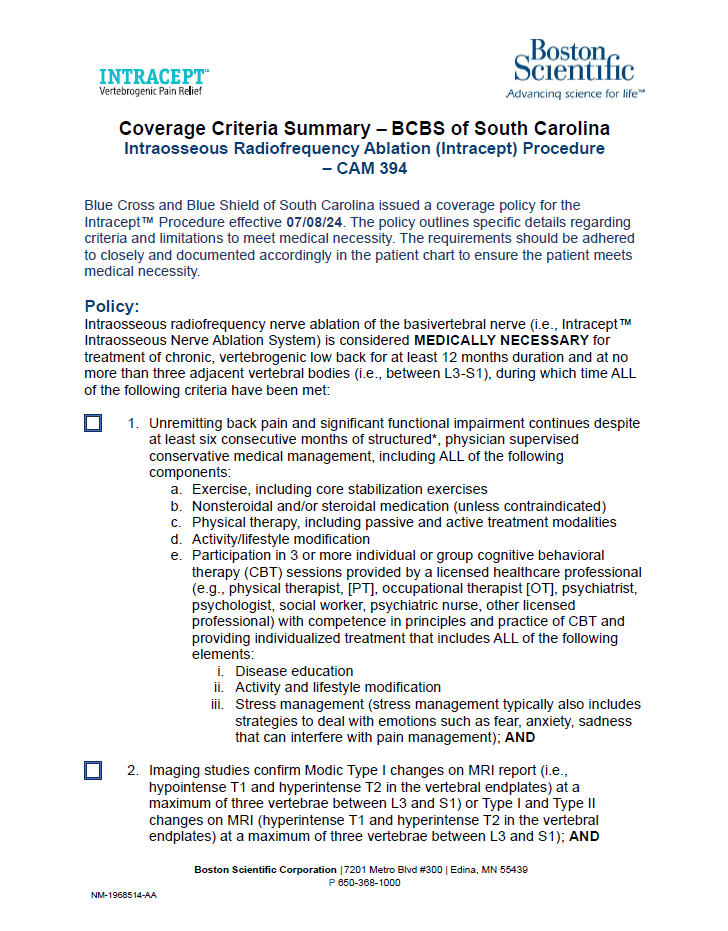 INTRACEPT™
Vertebrogenic Pain Relief
Boston
Scientific
Advancing science for life™
Coverage Criteria Summary – BCBS of South Carolina
Intraosseous Radiofrequency Ablation (Intracept) Procedure
– CAM 394
Blue Cross and Blue Shield of South Carolina issued a coverage policy for the
Intracept™ Procedure effective 07/08/24. The policy outlines specific details regarding
criteria and limitations to meet medical necessity. The requirements should be adhered
to closely and documented accordingly in the patient chart to ensure the patient meets
medical necessity.
Policy:
Intraosseous radiofrequency nerve ablation of the basivertebral nerve (i.e., Intracept™
Intraosseous Nerve Ablation System) is considered MEDICALLY NECESSARY for
treatment of chronic, vertebrogenic low back for at least 12 months duration and at no
more than three adjacent vertebral bodies (i.e., between L3-S1), during which time ALL
of the following criteria have been met:
1. Unremitting back pain and significant functional impairment continues despite
at least six consecutive months of structured*, physician supervised
conservative medical management, including ALL of the following
components:
a. Exercise, including core stabilization exercises
b. Nonsteroidal and/or steroidal medication (unless contraindicated)
c. Physical therapy, including passive and active treatment modalities
d. Activity/lifestyle modification
e. Participation in 3 or more individual or group cognitive behavioral
therapy (CBT) sessions provided by a licensed healthcare professional
(e.g., physical therapist, [PT], occupational therapist [OT], psychiatrist,
psychologist, social worker, psychiatric nurse, other licensed
professional) with competence in principles and practice of CBT and
providing individualized treatment that includes ALL of the following
elements:
i. Disease education
ii. Activity and lifestyle modification
iii. Stress management (stress management typically also includes
strategies to deal with emotions such as fear, anxiety, sadness
that can interfere with pain management); AND
2. Imaging studies confirm Modic Type I changes on MRI report (i.e.,
hypointense T1 and hyperintense T2 in the vertebral endplates) at a
maximum of three vertebrae between L3 and S1) or Type I and Type II
changes on MRI (hyperintense T1 and hyperintense T2 in the vertebral
endplates) at a maximum of three vertebrae between L3 and S1); AND
Boston Scientific Corporation | 7201 Metro Blvd #300 | Edina, MN 55439
P 650-368-1000
NM-1968514-AA